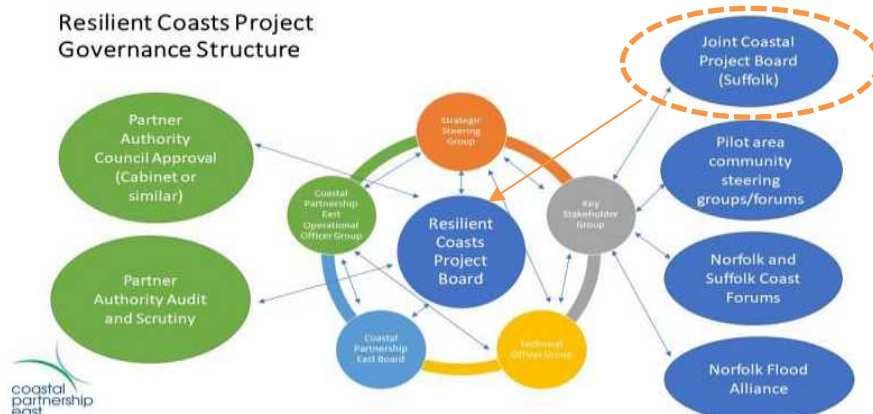 Resilient Coasts Project
Governance Structure
Joint Coastal
Project Board
(Suffolk)
Partner
Authority
Council Approval
(Cabinet or
similar)
Strategic
Steering
Group
Pilot area
community
steering
groups/forums
Coastal
Partnership
East
Operational
Officer Group
Resilient
Coasts
Project
Board
Key
Stakeholder
Group
Norfolk and
Suffolk Coast
Forums
Partner
Authority Audit
and Scrutiny
Coastal
Partnership
East Board
Technical
Officer Group
Norfolk Flood
Alliance
coastal
partnership
east